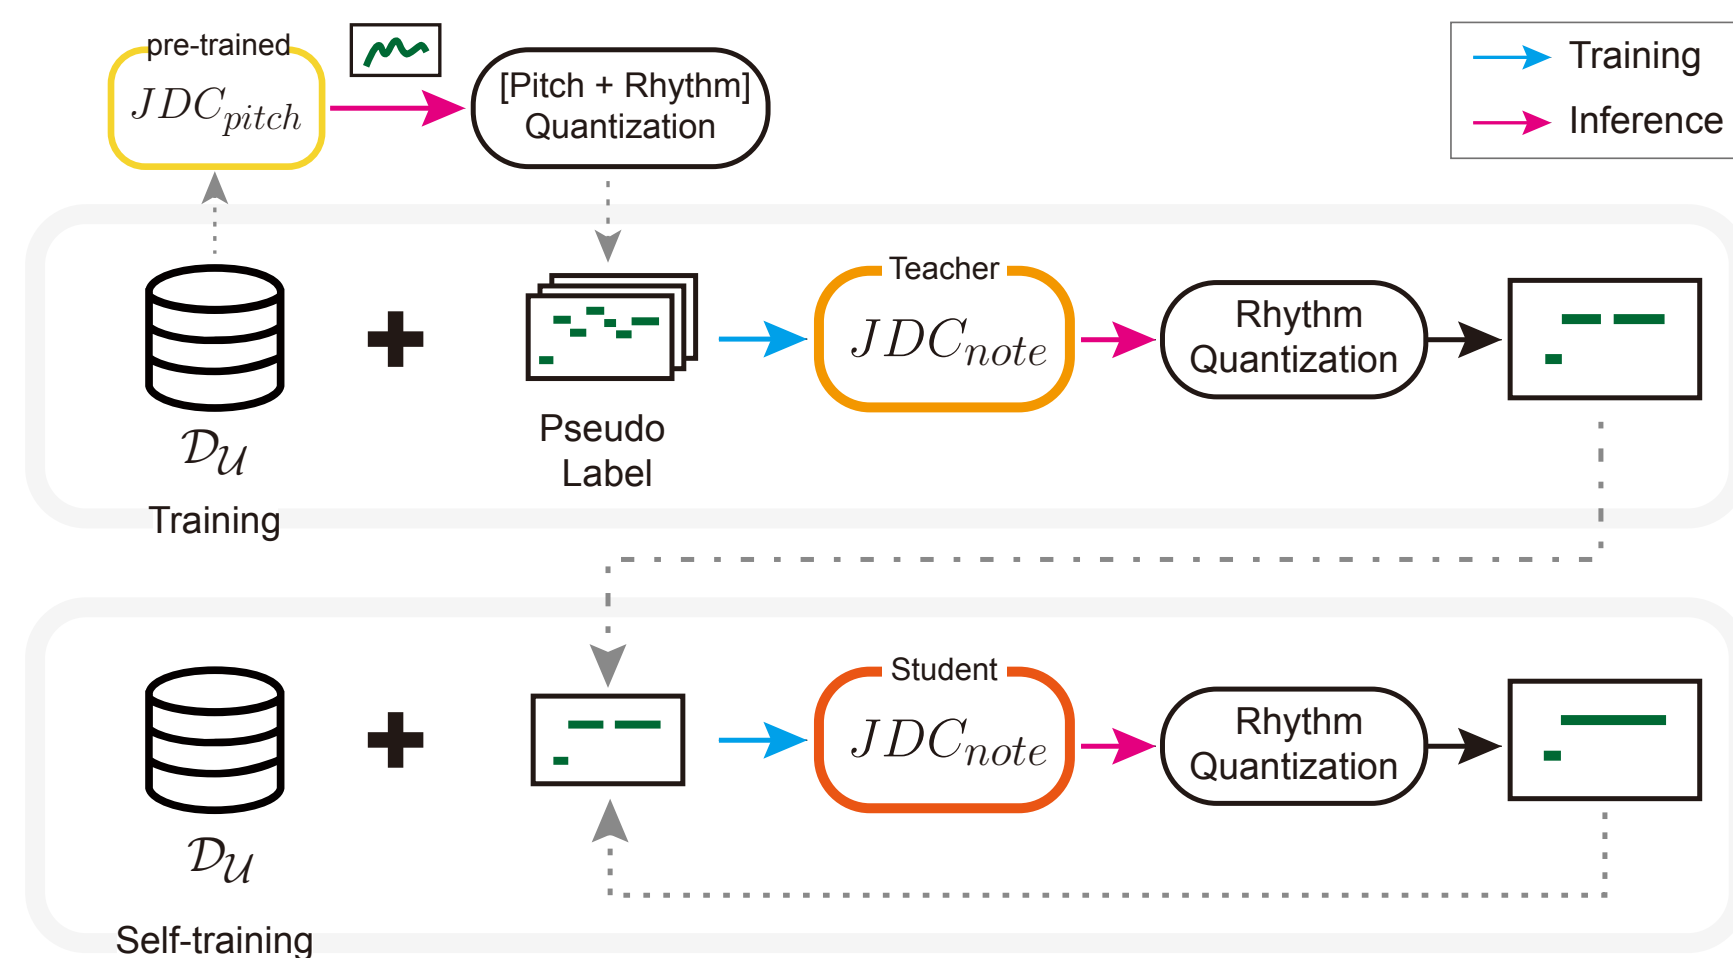 pre-trained
JDC_pitch
[Pitch + Rhythm]
Quantization
Training
Inference
Teacher
JDC_note
Rhythm
Quantization
Pseudo
Label
𝒟_𝒰
Training
Student
JDC_note
Rhythm
Quantization
𝒟_𝒰
Self-training